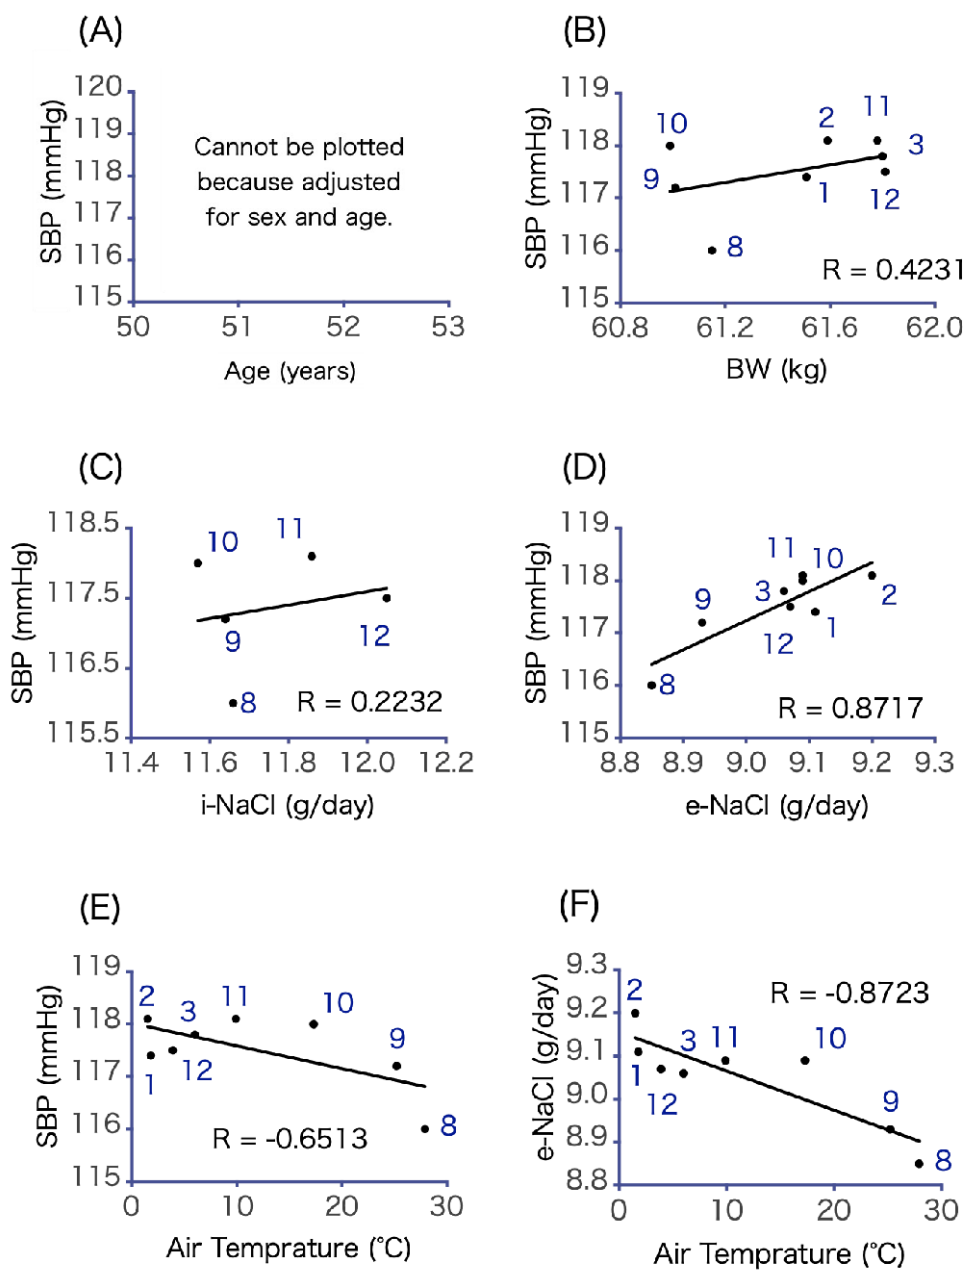 (A)
SBP (mmHg)
120
119
118
117
116
115
Cannot be plotted
because adjusted
for sex and age.
50 51 52 53
Age (years)
(B)
SBP (mmHg)
119
118
117
116
115
10
9
8
2
1
11
3
12
R = 0.4231
60.8 61.2 61.6 62.0
BW (kg)
(C)
SBP (mmHg)
118.5
117.5
116.5
115.5
10
11
9
12
8
R = 0.2232
11.4 11.6 11.8 12.0 12.2
i-NaCl (g/day)
(D)
SBP (mmHg)
119
118
117
116
115
11
10
9
3
2
12
1
8
R = 0.8717
8.8 8.9 9.0 9.1 9.2 9.3
e-NaCl (g/day)
(E)
SBP (mmHg)
119
118
117
116
115
2
3
11
10
9
1
12
8
R = -0.6513
0 10 20 30
Air Temprature (°C)
(F)
e-NaCl (g/day)
9.3
9.2
9.1
9.0
8.9
8.8
R = -0.8723
2
3
11
10
1
12
9
8
0 10 20 30
Air Temprature (°C)